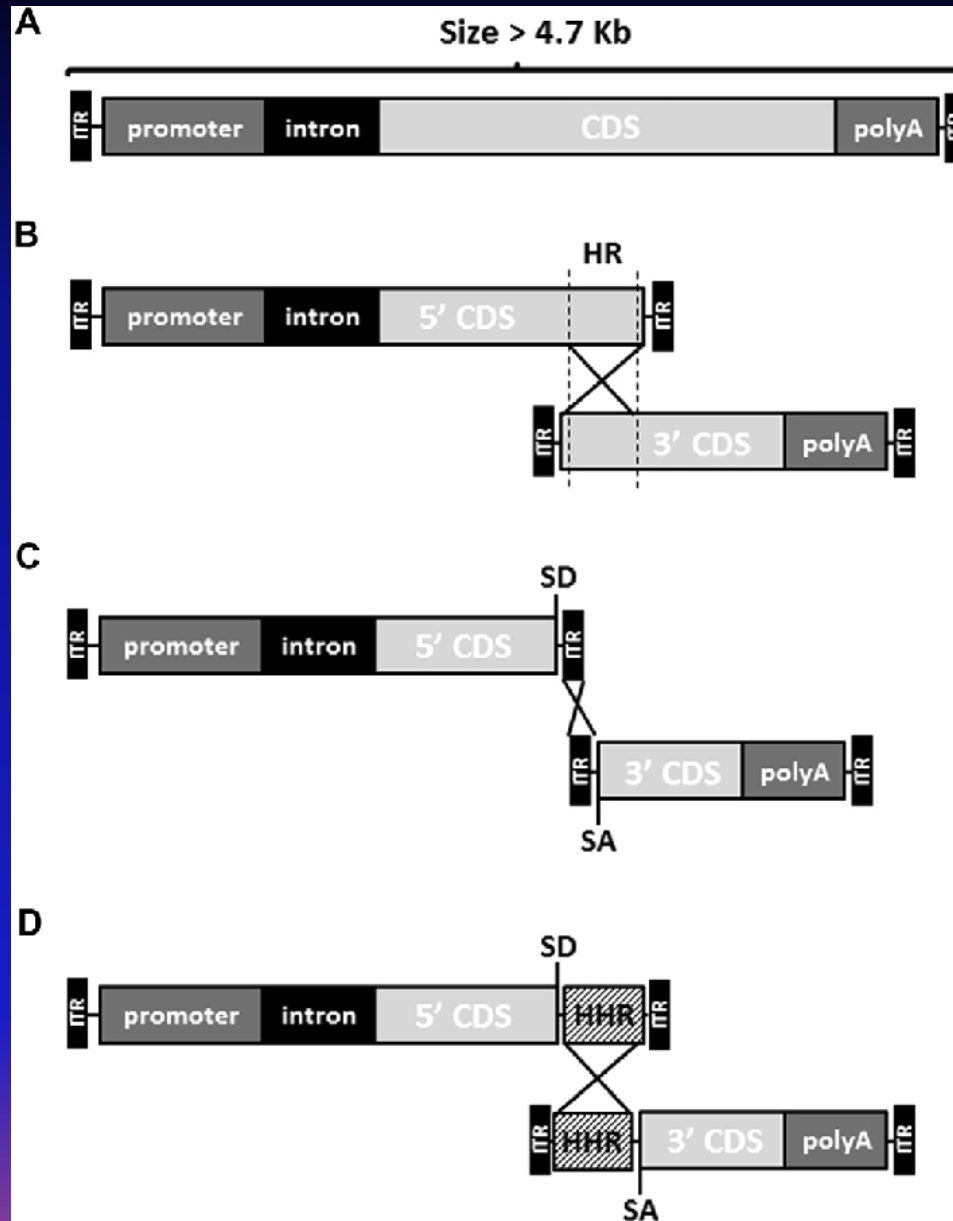 A
Size > 4.7 Kb
ITR promoter intron CDS polyA ITR
B
HR
ITR promoter intron 5' CDS ITR
ITR 3' CDS polyA ITR
C
SD
ITR promoter intron 5' CDS ITR
ITR 3' CDS polyA ITR
SA
D
SD
ITR promoter intron 5' CDS HHR ITR
ITR HHR 3' CDS polyA ITR
SA